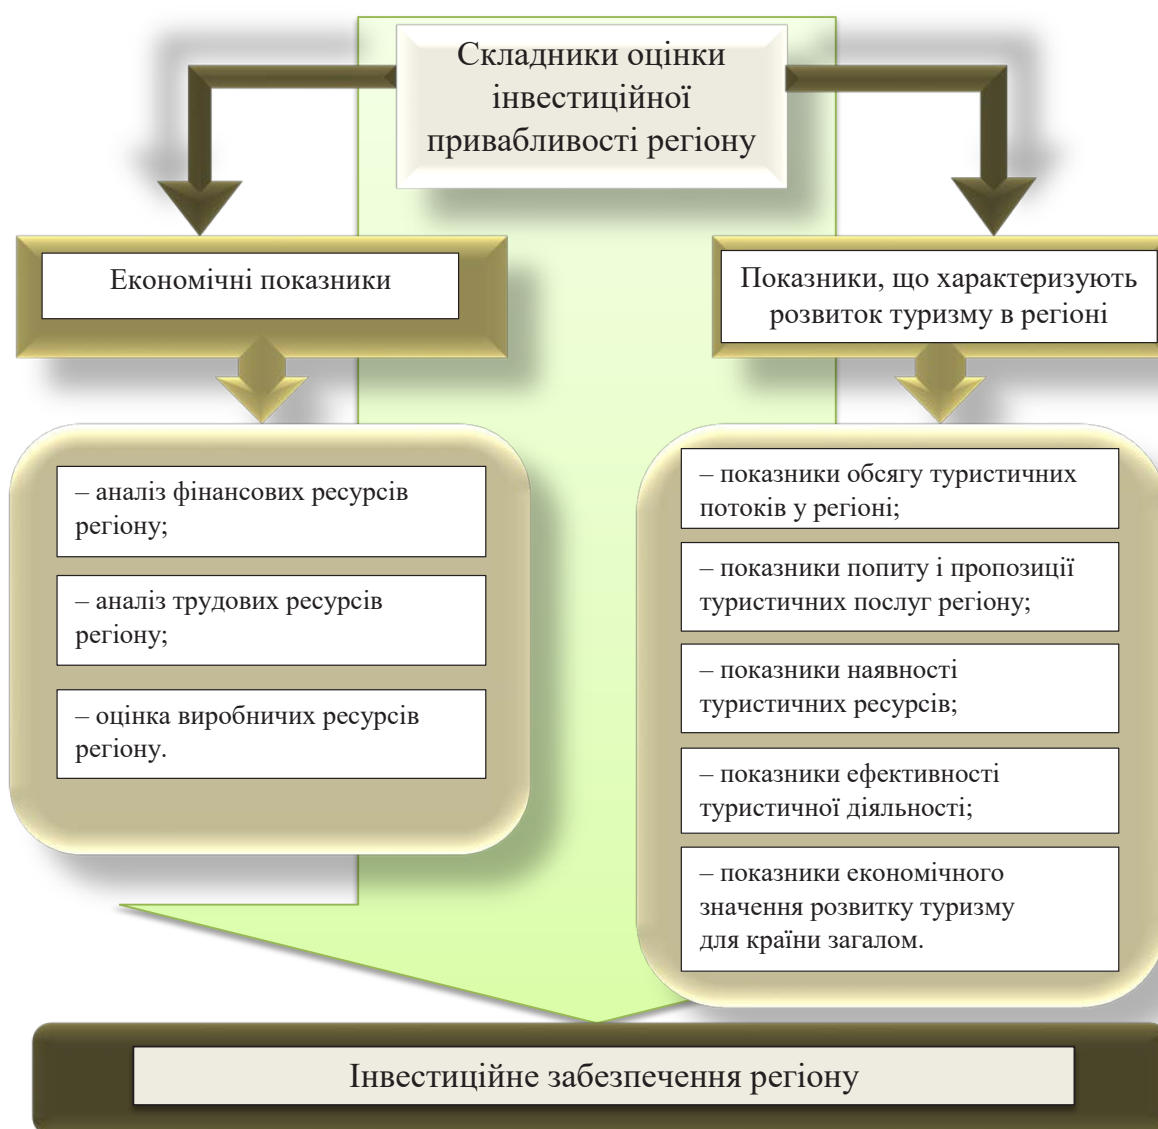 Складники оцінки
інвестиційної
привабливості регіону
Економічні показники
– аналіз фінансових ресурсів
регіону;
– аналіз трудових ресурсів
регіону;
– оцінка виробничих ресурсів
регіону.
Показники, що характеризують
розвиток туризму в регіоні
– показники обсягу туристичних
потоків у регіоні;
– показники попиту і пропозиції
туристичних послуг регіону;
– показники наявності
туристичних ресурсів;
– показники ефективності
туристичної діяльності;
– показники економічного
значення розвитку туризму
для країни загалом.
Інвестиційне забезпечення регіону